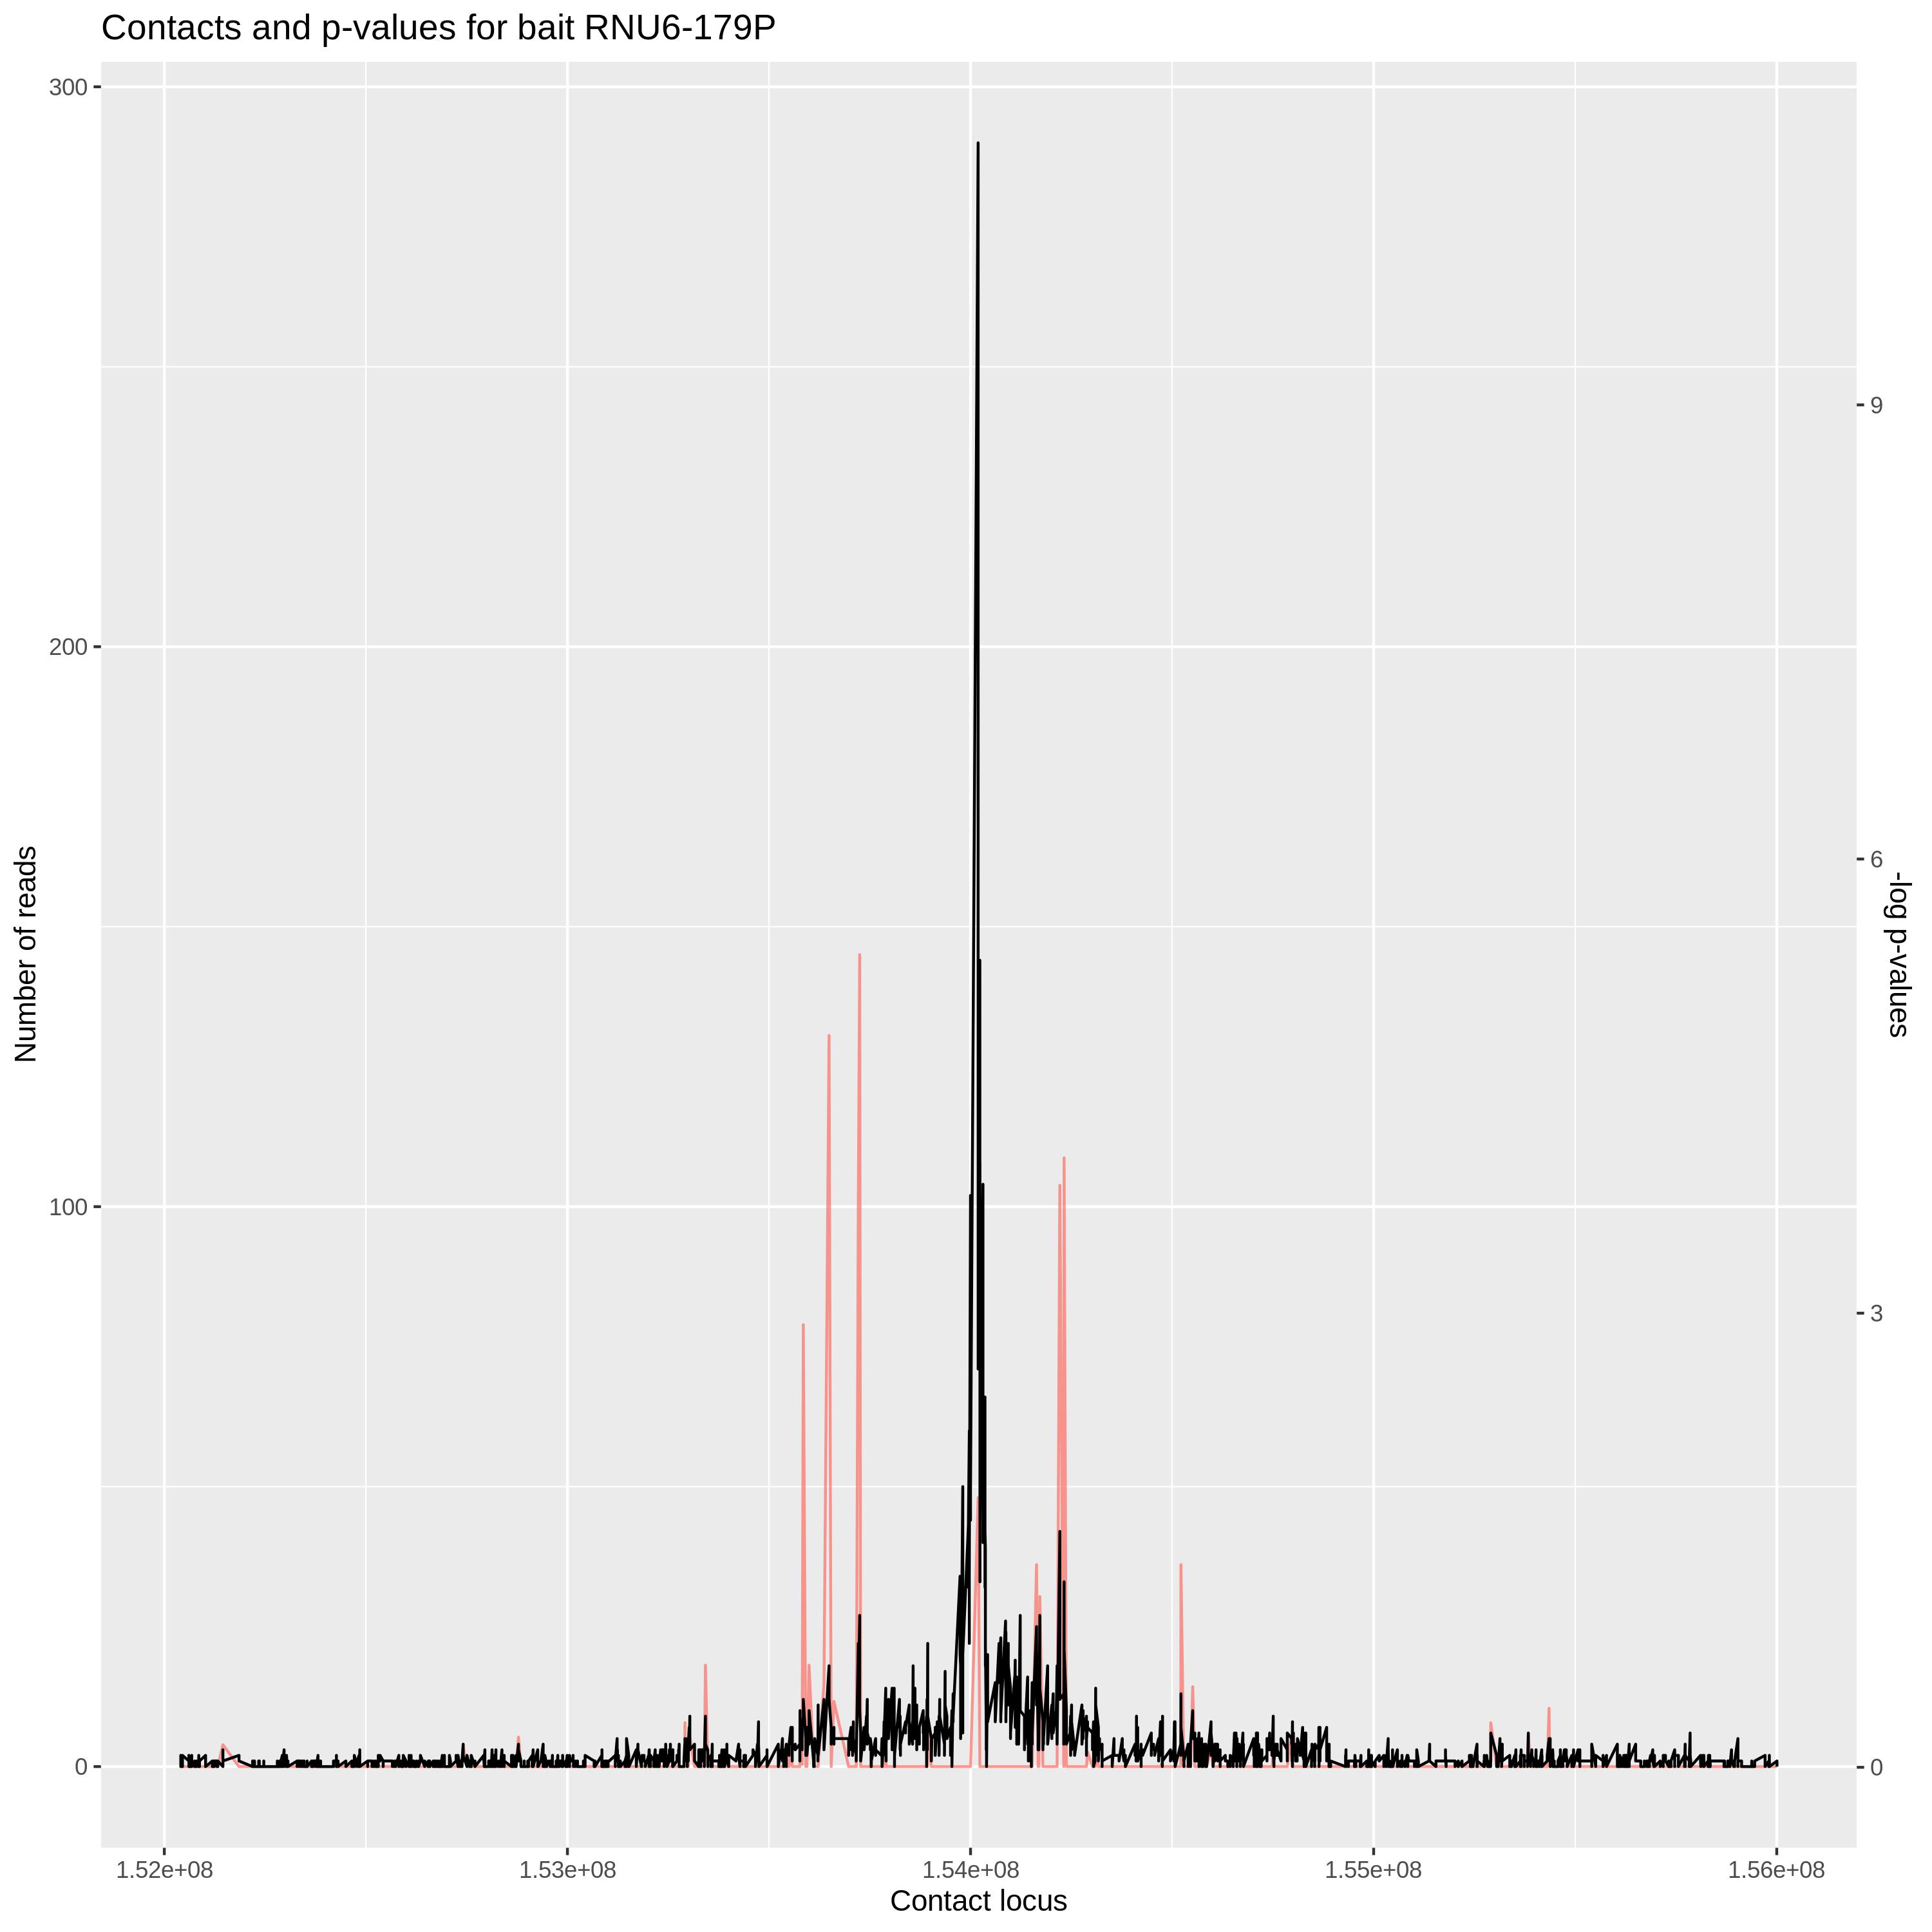 Contacts and p-values for bait RNU6-179P
300
200
100
0
Number of reads
9
6
3
0
-log p-values
1.52e+08 1.53e+08 1.54e+08 1.55e+08 1.56e+08
Contact locus